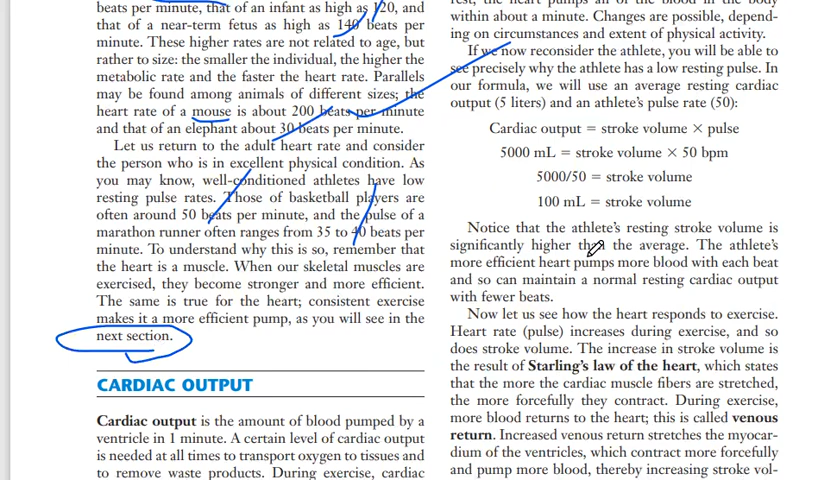 beats per minute, that of an infant as high as 120, and
that of a near-term fetus as high as 140 beats per
minute. These higher rates are not related to age, but
rather to size: the smaller the individual, the higher the
metabolic rate and the faster the heart rate. Parallels
may be found among animals of different sizes; the
heart rate of a mouse is about 200 beats per minute
and that of an elephant about 30 beats per minute.
Let us return to the adult heart rate and consider
the person who is in excellent physical condition. As
you may know, well-conditioned athletes have low
resting pulse rates. Those of basketball players are
often around 50 beats per minute, and the pulse of a
marathon runner often ranges from 35 to 40 beats per
minute. To understand why this is so, remember that
the heart is a muscle. When our skeletal muscles are
exercised, they become stronger and more efficient.
The same is true for the heart; consistent exercise
makes it a more efficient pump, as you will see in the
next section.
CARDIAC OUTPUT
Cardiac output is the amount of blood pumped by a
ventricle in 1 minute. A certain level of cardiac output
is needed at all times to transport oxygen to tissues and
to remove waste products. During exercise, cardiac
rest, the heart pumps all of the blood in the body
within about a minute. Changes are possible, depend-
ing on circumstances and extent of physical activity.
If we now reconsider the athlete, you will be able to
see precisely why the athlete has a low resting pulse. In
our formula, we will use an average resting cardiac
output (5 liters) and an athlete's pulse rate (50):
Cardiac output = stroke volume × pulse
5000 mL = stroke volume × 50 bpm
5000/50 = stroke volume
100 mL = stroke volume
Notice that the athlete's resting stroke volume is
significantly higher than the average. The athlete's
more efficient heart pumps more blood with each beat
and so can maintain a normal resting cardiac output
with fewer beats.
Now let us see how the heart responds to exercise.
Heart rate (pulse) increases during exercise, and so
does stroke volume. The increase in stroke volume is
the result of Starling's law of the heart, which states
that the more the cardiac muscle fibers are stretched,
the more forcefully they contract. During exercise,
more blood returns to the heart; this is called venous
return. Increased venous return stretches the myocar-
dium of the ventricles, which contract more forcefully
and pump more blood, thereby increasing stroke vol-